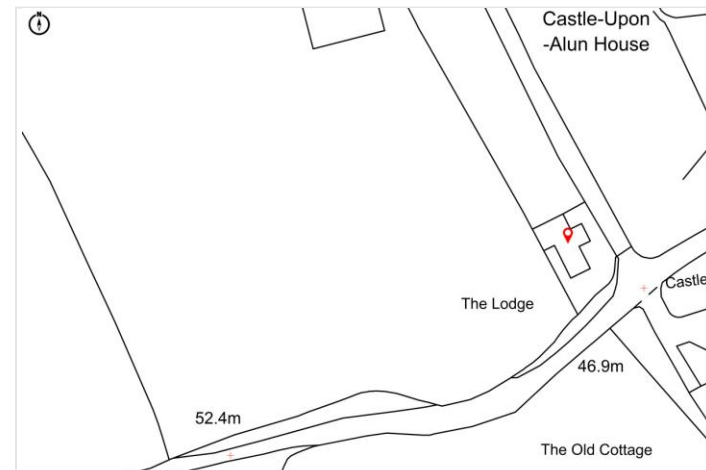 N
Castle-Upon
-Alun House
Castle
The Lodge
46.9m
52.4m
The Old Cottage